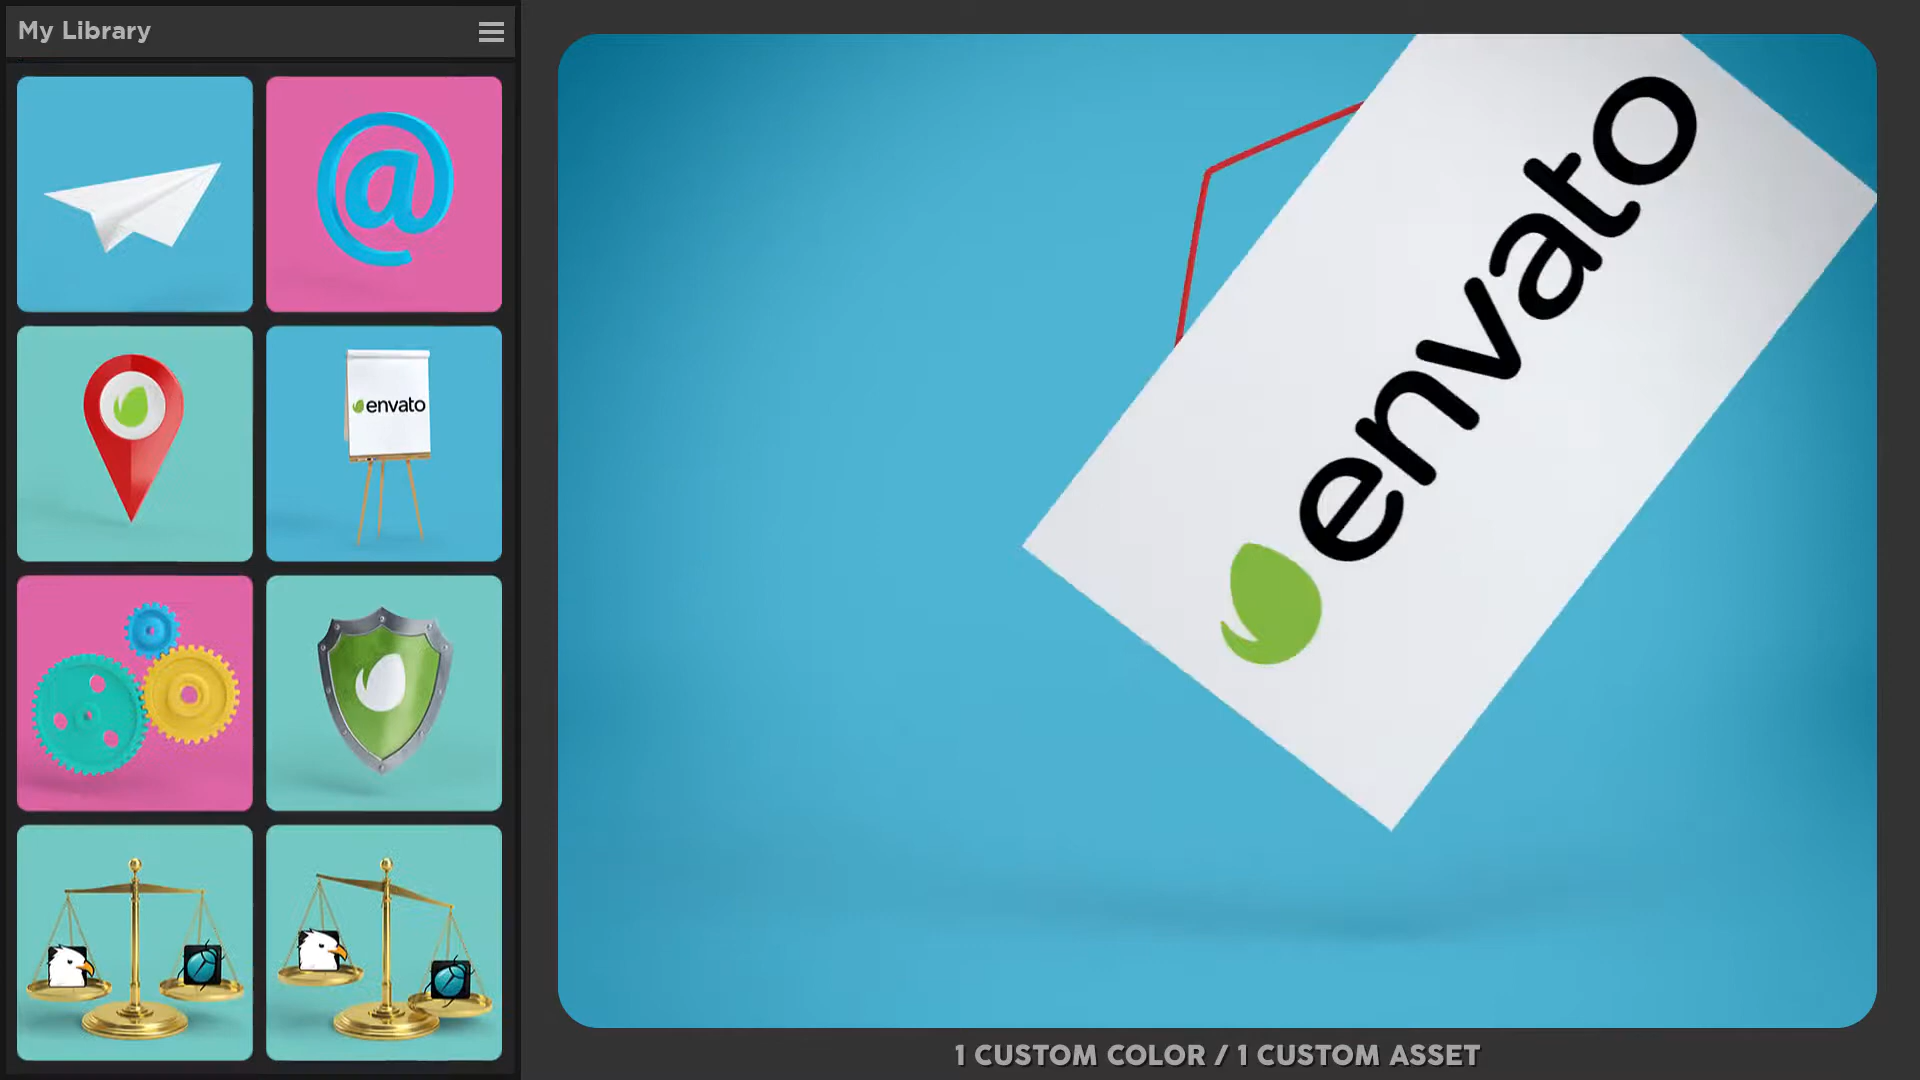 My Library
@
envato
envato
1 CUSTOM COLOR / 1 CUSTOM ASSET